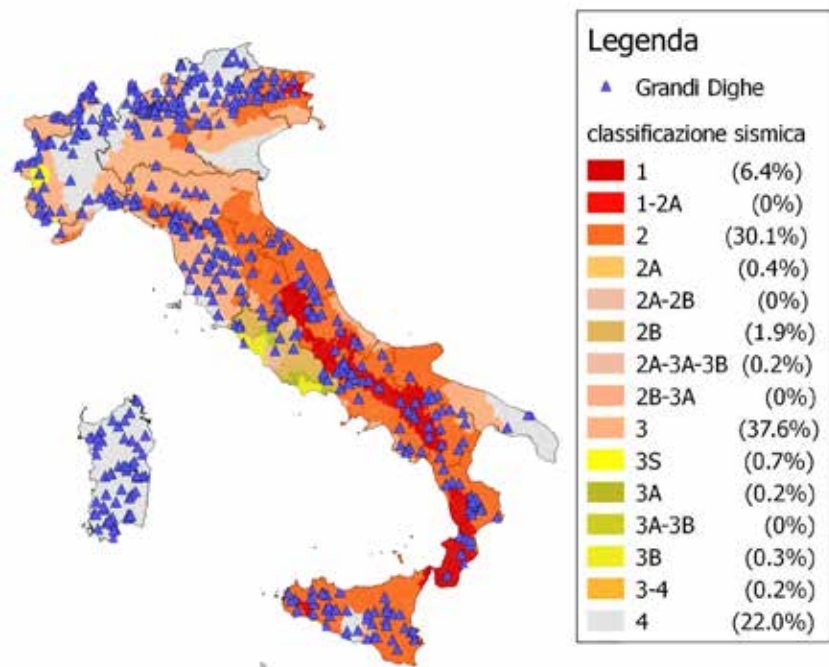 Legenda
Grandi Dighe
classificazione sismica
1 (6.4%)
1-2A (0%)
2 (30.1%)
2A (0.4%)
2A-2B (0%)
2B (1.9%)
2A-3A-3B (0.2%)
2B-3A (0%)
3 (37.6%)
3S (0.7%)
3A (0.2%)
3A-3B (0%)
3B (0.3%)
3-4 (0.2%)
4 (22.0%)